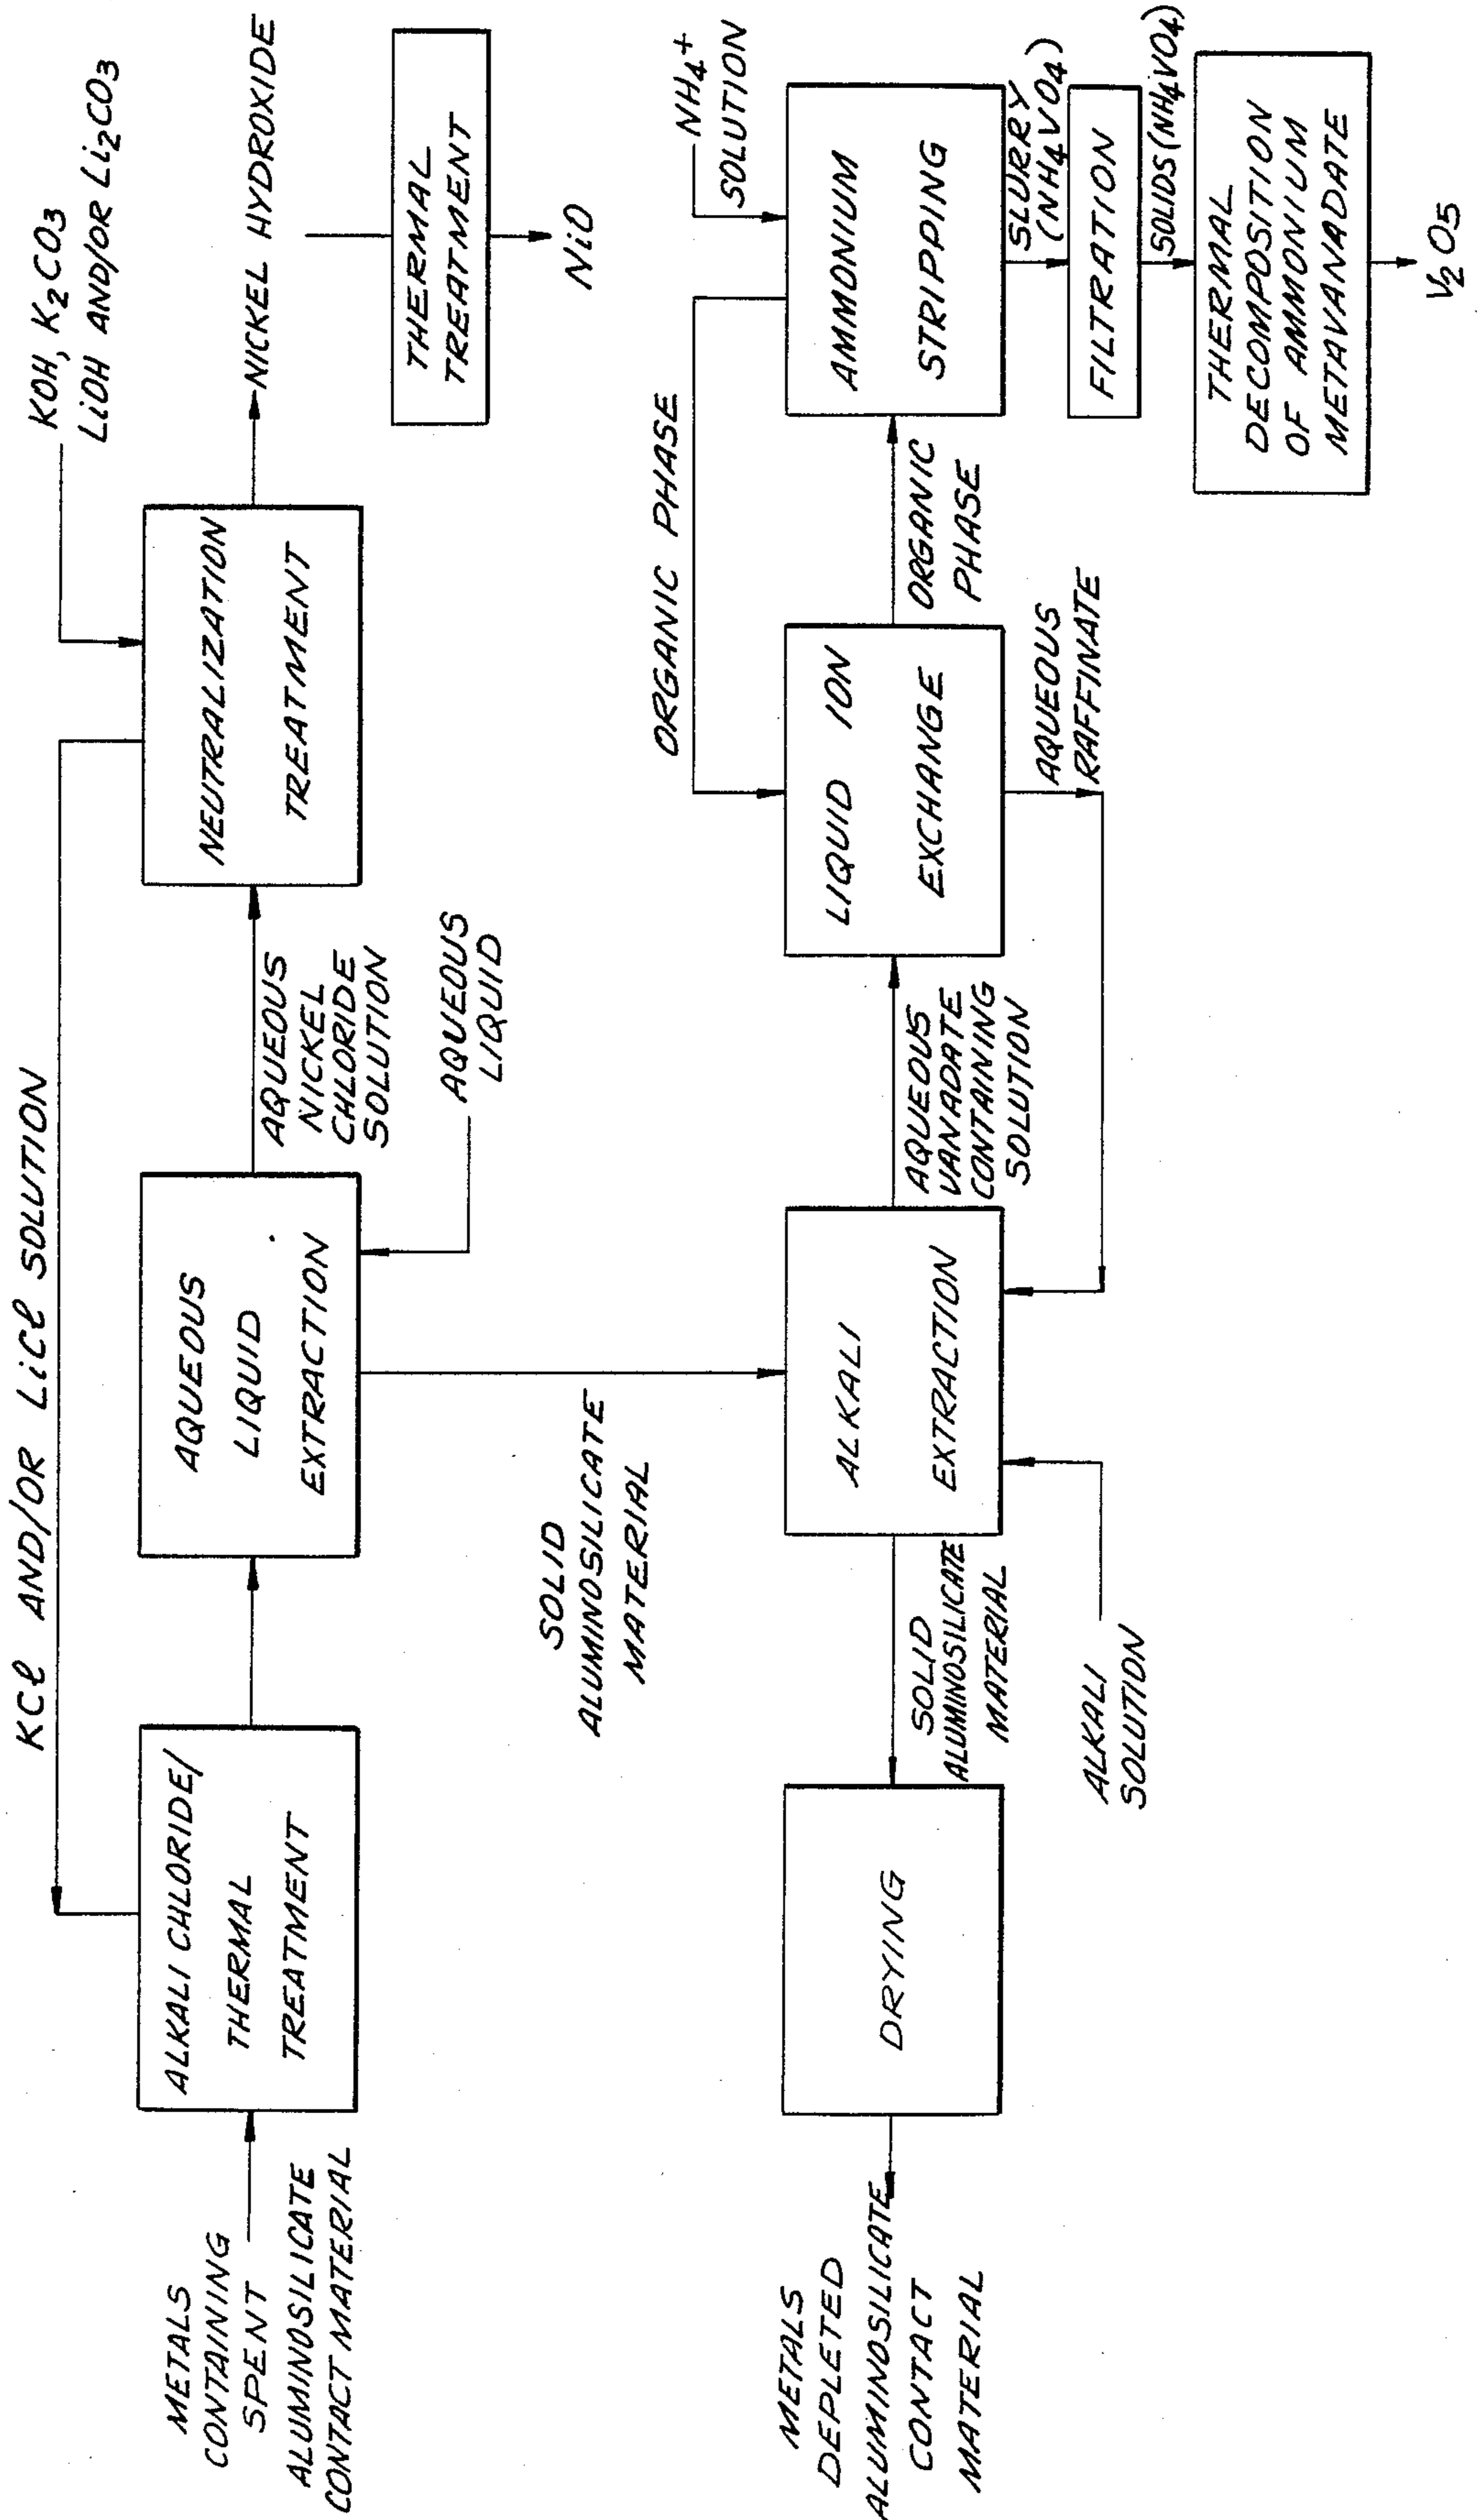 KCl AND/OR LiCl SOLUTION
KOH, K2CO3
LiOH AND/OR Li2CO3
METALS
CONTAINING
SPENT
ALUMINOSILICATE
CONTACT MATERIAL
ALKALI CHLORIDE/
THERMAL
TREATMENT
AQUEOUS
LIQUID
EXTRACTION
AQUEOUS
NICKEL
CHLORIDE
SOLUTION
AQUEOUS
LIQUID
NEUTRALIZATION
TREATMENT
NICKEL HYDROXIDE
THERMAL
TREATMENT
NiO
SOLID
ALUMINOSILICATE
MATERIAL
METALS
DEPLETED
ALUMINOSILICATE
CONTACT
MATERIAL
DRYING
SOLID
ALUMINOSILICATE
MATERIAL
ALKALI
SOLUTION
ALKALI
EXTRACTION
AQUEOUS
VANADATE
CONTAINING
SOLUTION
LIQUID ION
EXCHANGE
AQUEOUS
RAFFINATE
ORGANIC PHASE
ORGANIC
PHASE
NH4+
SOLUTION
AMMONIUM
STRIPPING
SLURRY
(NH4VO4)
FILTRATION
SOLIDS (NH4VO4)
THERMAL
DECOMPOSITION
OF AMMONIUM
METAVANADATE
V2O5